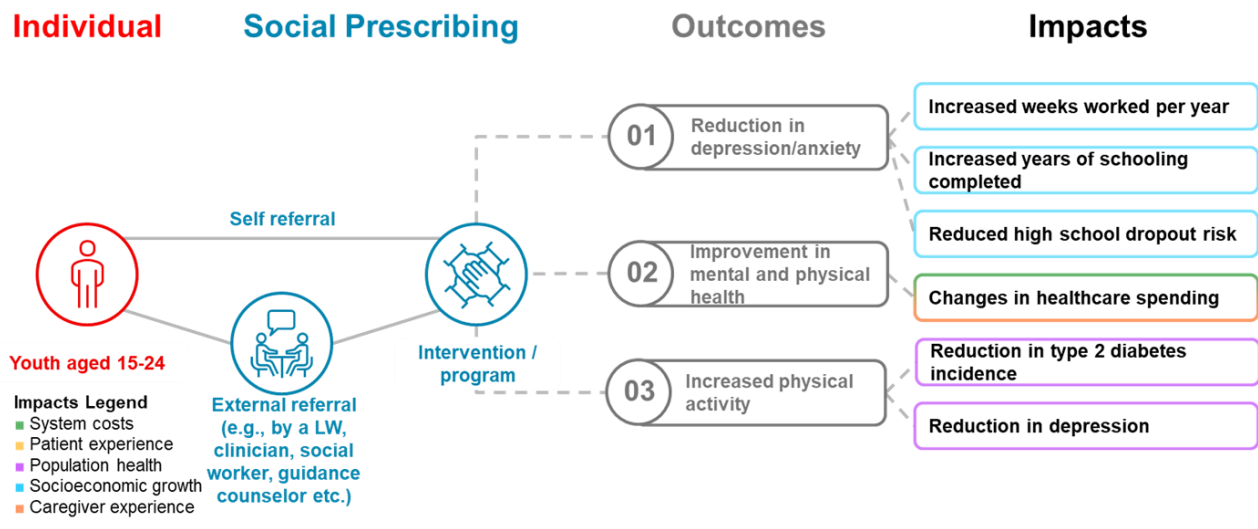 Individual
Social Prescribing
Outcomes
Impacts
Self referral
Youth aged 15-24
External referral
(e.g., by a LW,
clinician, social
worker, guidance
counselor etc.)
Intervention /
program
01
Reduction in
depression/anxiety
02
Improvement in
mental and physical
health
03
Increased physical
activity
Increased weeks worked per year
Increased years of schooling
completed
Reduced high school dropout risk
Changes in healthcare spending
Reduction in type 2 diabetes
incidence
Reduction in depression
Impacts Legend
System costs
Patient experience
Population health
Socioeconomic growth
Caregiver experience